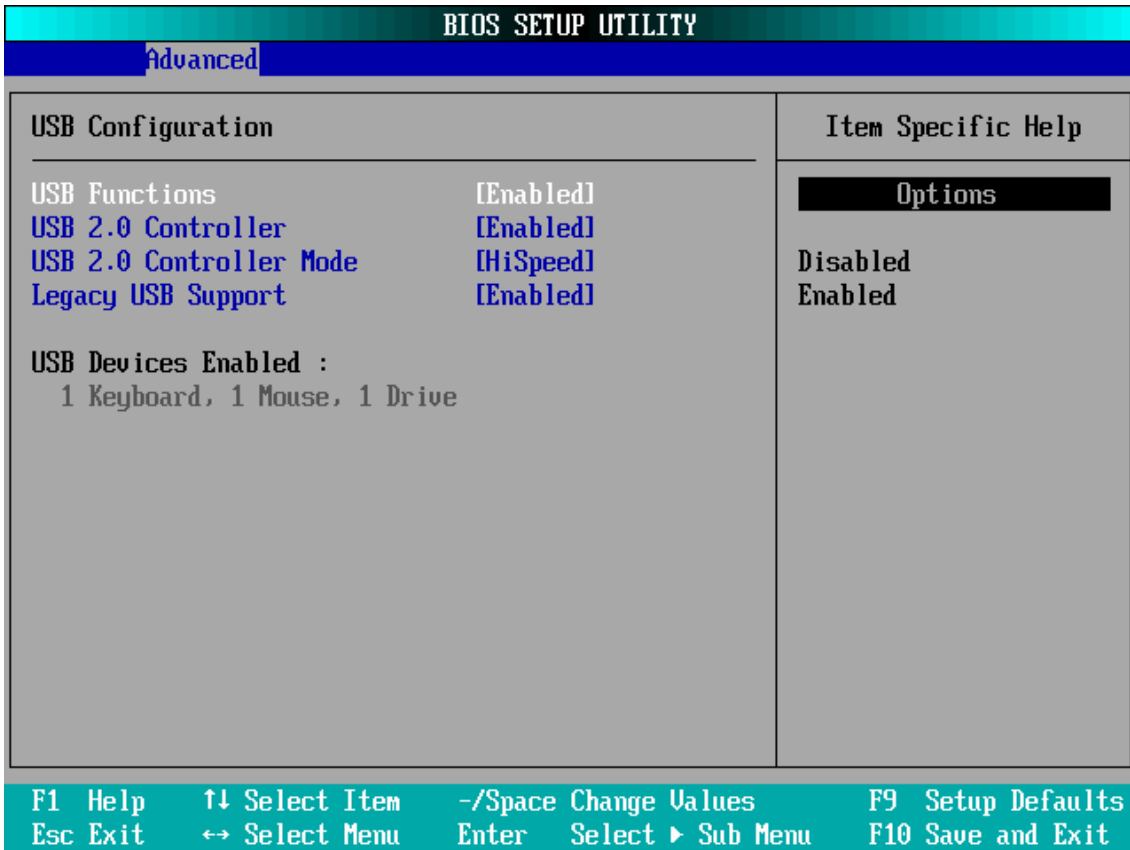 BIOS SETUP UTILITY
Advanced
USB Configuration
USB Functions [Enabled]
USB 2.0 Controller [Enabled]
USB 2.0 Controller Mode [HiSpeed]
Legacy USB Support [Enabled]
USB Devices Enabled :
1 Keyboard, 1 Mouse, 1 Drive
Item Specific Help
Options
Disabled
Enabled
F1 Help ↑↓ Select Item -/Space Change Values F9 Setup Defaults
Esc Exit ↔ Select Menu Enter Select ▶ Sub Menu F10 Save and Exit